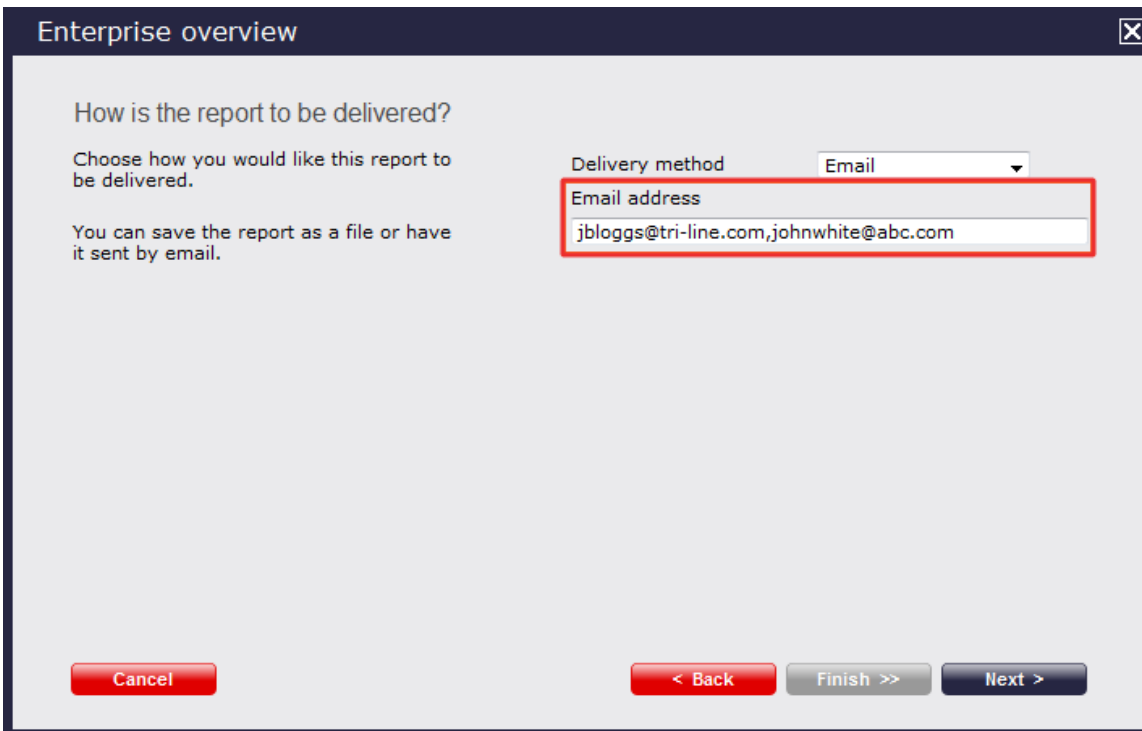 Enterprise overview
How is the report to be delivered?
Choose how you would like this report to
be delivered.
You can save the report as a file or have
it sent by email.
Delivery method
Email
Email address
jbloggs@tri-line.com,johnwhite@abc.com
Cancel
< Back
Finish >>
Next >